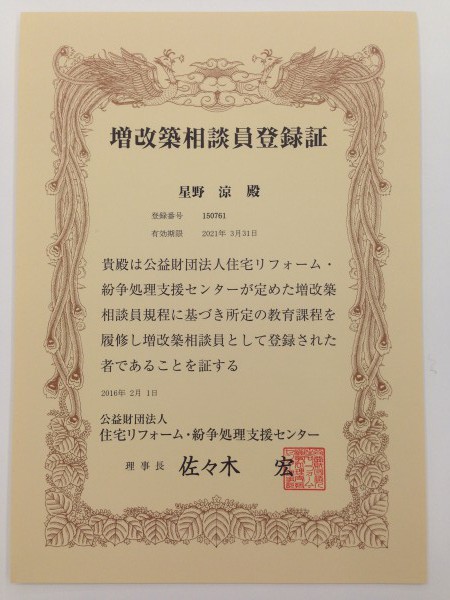 増改築相談員登録証
星野 涼 殿
登録番号 150761
有効期限 2021年 3月31日
貴殿は公益財団法人住宅リフォーム・
紛争処理支援センターが定めた増改築
相談員規程に基づき所定の教育課程を
履修し増改築相談員として登録された
者であることを証する
2016年 2月 1日
公益財団法人
住宅リフォーム・紛争処理支援センター
理事長 佐々木 宏